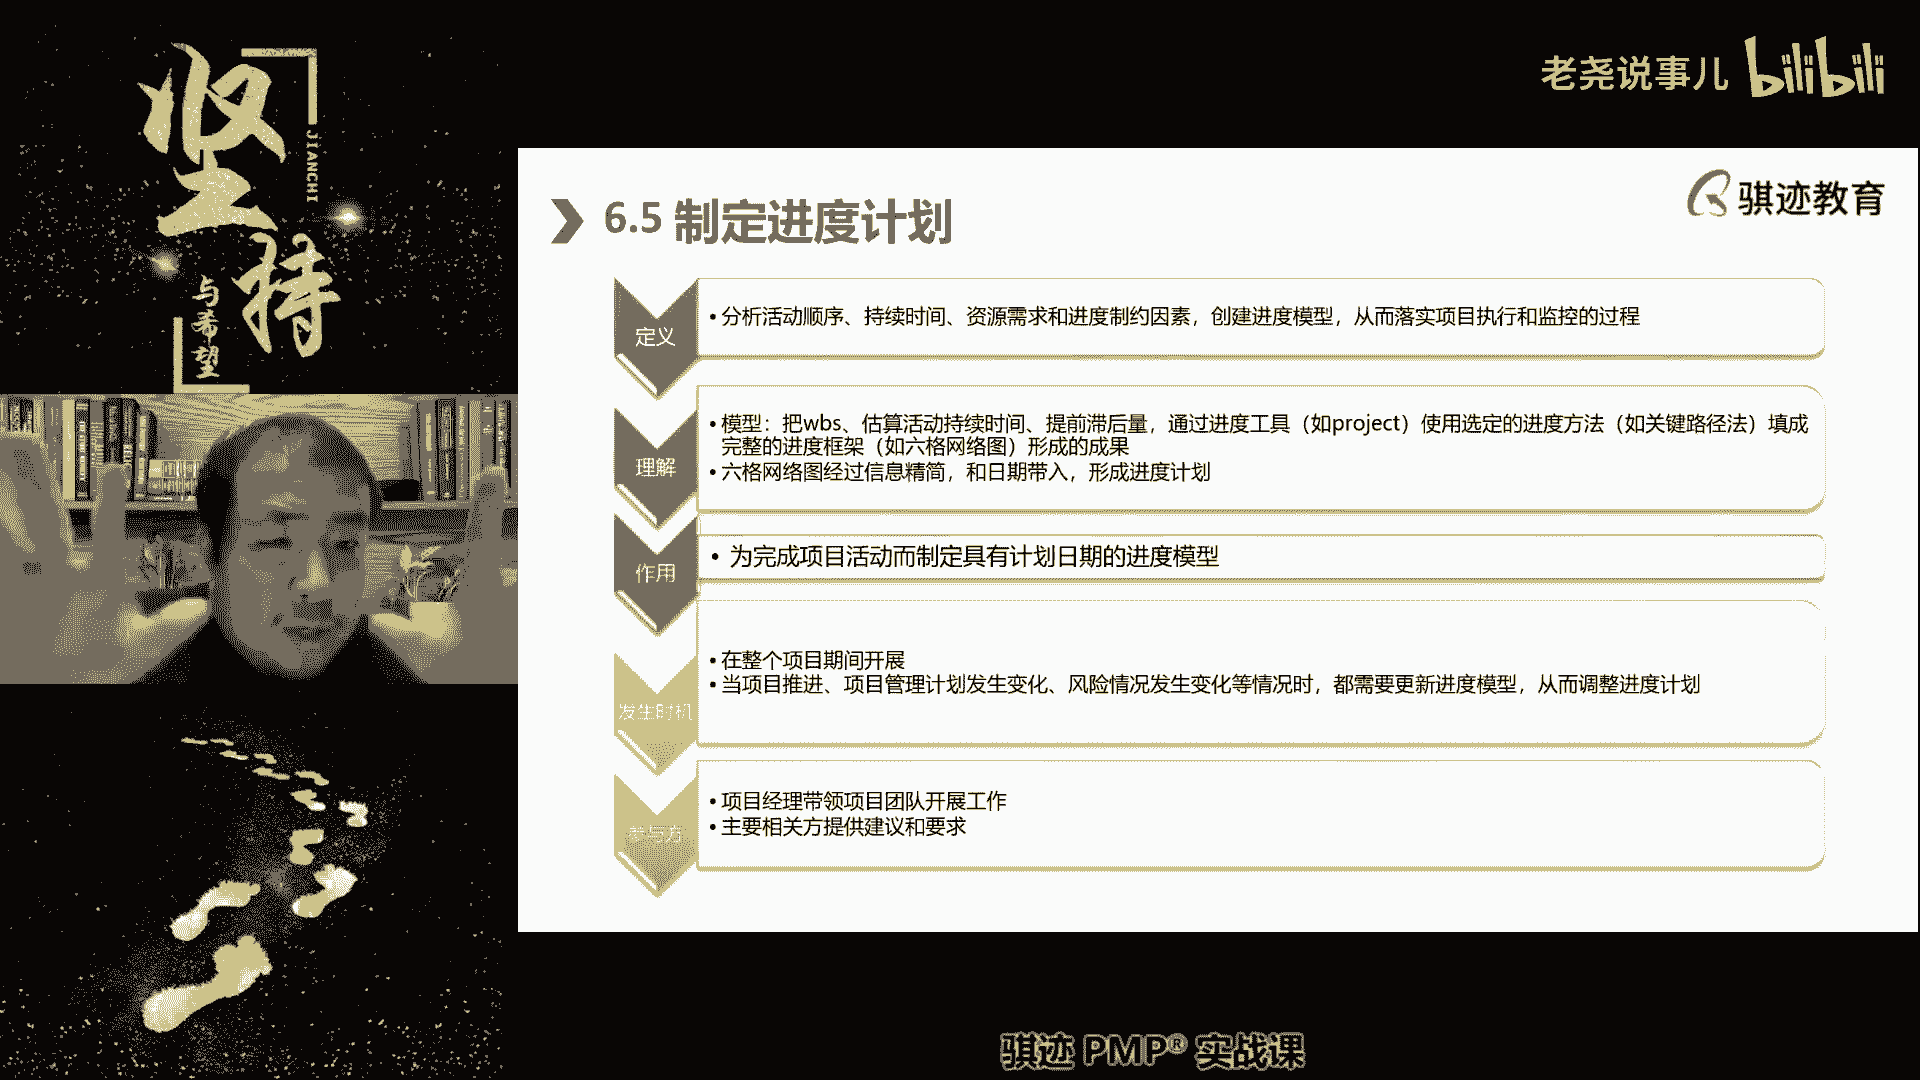 坚持
JIANCHI
与希望
老尧说事儿 bilibili
骐迹教育
6.5 制定进度计划
定义
• 分析活动顺序、持续时间、资源需求和进度制约因素，创建进度模型，从而落实项目执行和监控的过程
理解
• 模型：把wbs、估算活动持续时间、提前滞后量，通过进度工具（如project）使用选定的进度方法（如关键路径法）填成
完整的进度框架（如六格网络图）形成的成果
• 六格网络图经过信息精简，和日期带入，形成进度计划
作用
• 为完成项目活动而制定具有计划日期的进度模型
发生时机
• 在整个项目期间开展
• 当项目推进、项目管理计划发生变化、风险情况发生变化等情况时，都需要更新进度模型，从而调整进度计划
参与方
• 项目经理带领项目团队开展工作
• 主要相关方提供建议和要求
骐迹 PMP® 实战课